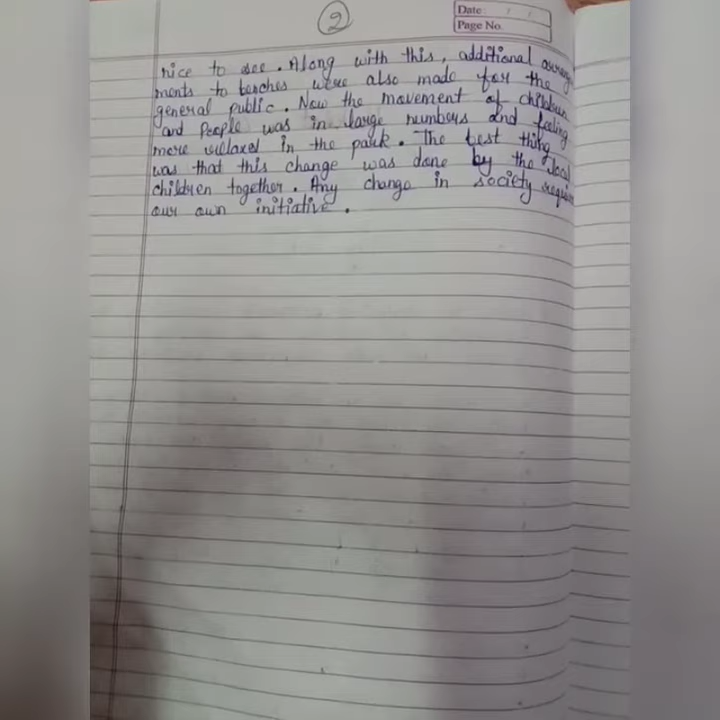 2
Date: / /
Page No.
nice to see. Along with this, additional arrange
ments to benches were also made for the
general public. Now the movement of children
and People was in large numbers and feeling
more relaxed in the park. The best thing
was that this change was done by the local
children together. Any change in society requires
our own initiative.